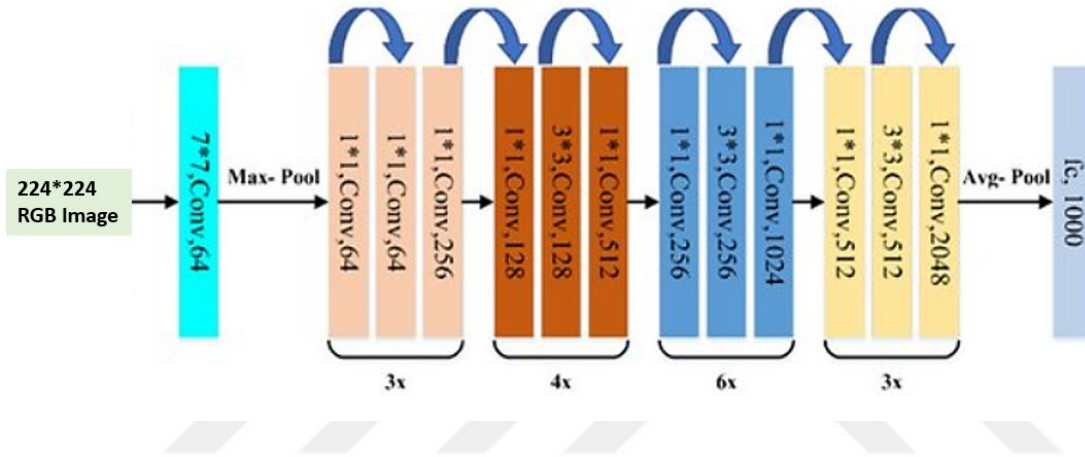 224*224
RGB Image
7*7,Conv,64
Max- Pool
1*1,Conv,64
1*1,Conv,64
1*1,Conv,256
3x
1*1,Conv,128
3*3,Conv,128
1*1,Conv,512
4x
1*1,Conv,256
3*3,Conv,256
1*1,Conv,1024
6x
1*1,Conv,512
3*3,Conv,512
1*1,Conv,2048
3x
Avg- Pool
fc, 1000